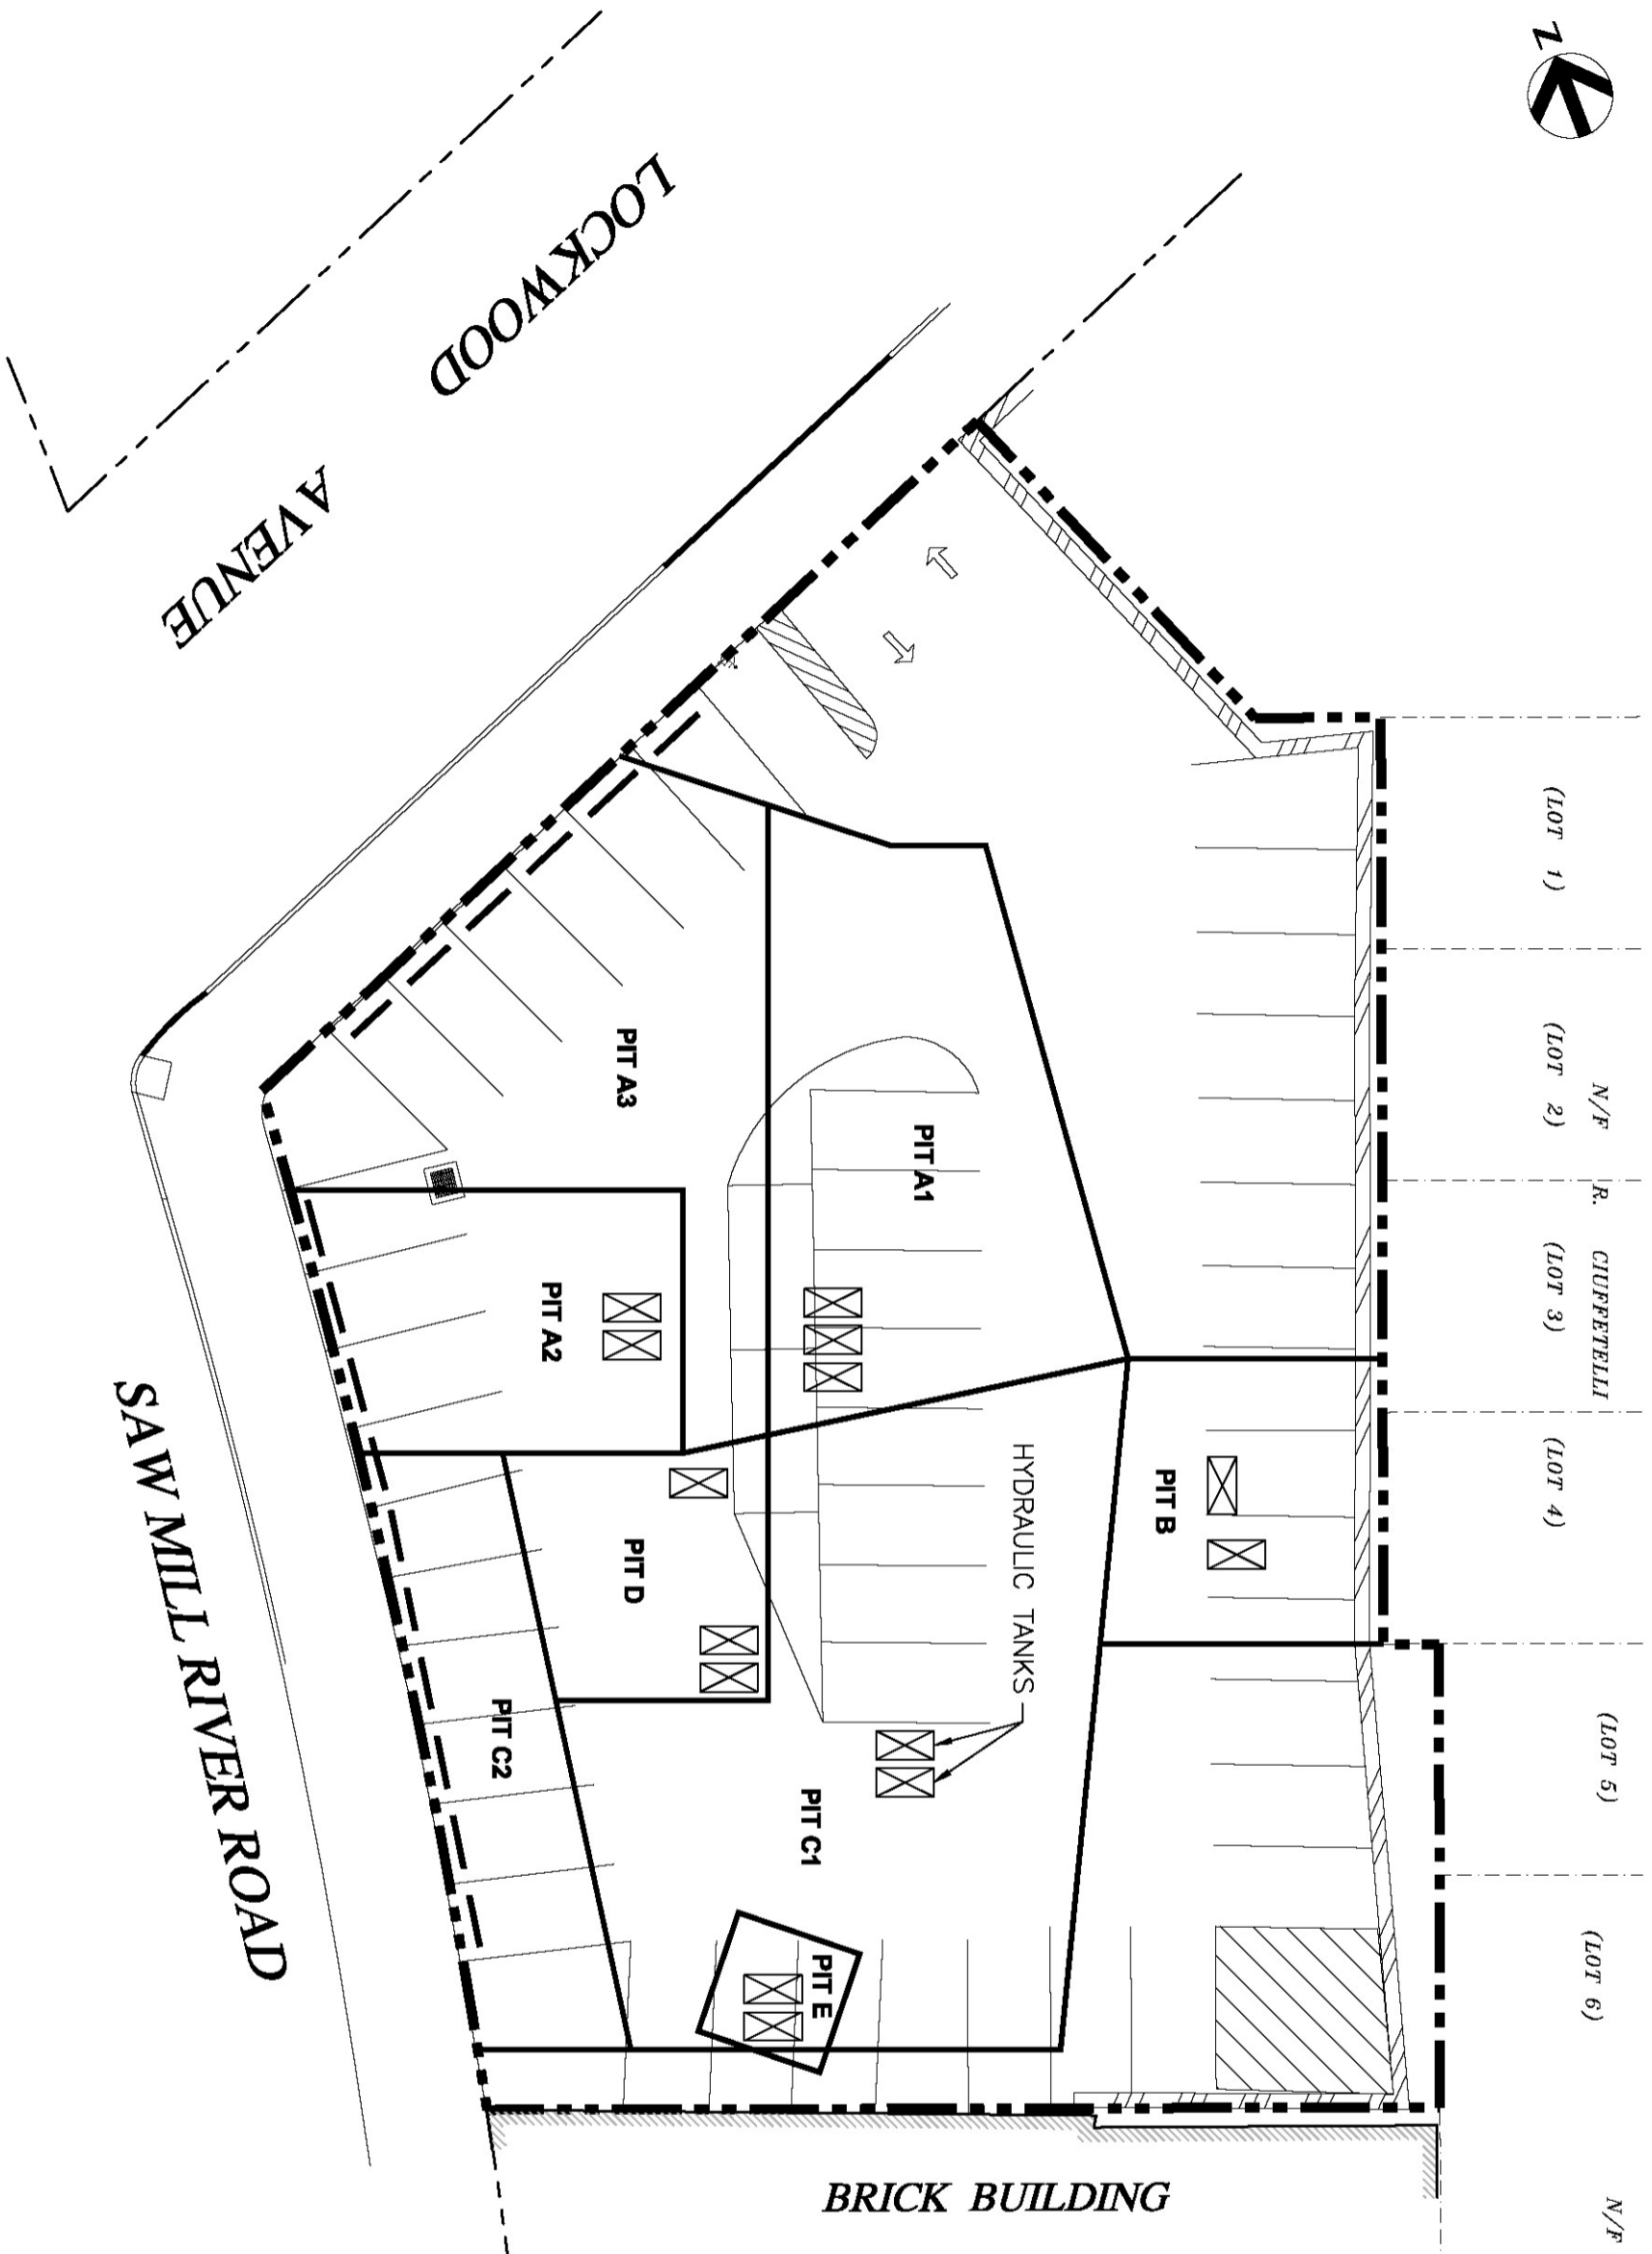 Z
LOCKWOOD
AVENUE
SAW MILL RIVER ROAD
(LOT 1)
(LOT 2)
(LOT 3)
(LOT 4)
(LOT 5)
(LOT 6)
N/F R. CIUFFETELLI
N/F
PIT A3
PIT A1
PIT A2
PIT B
HYDRAULIC TANKS
PIT D
PIT C2
PIT C1
PIT E
BRICK BUILDING